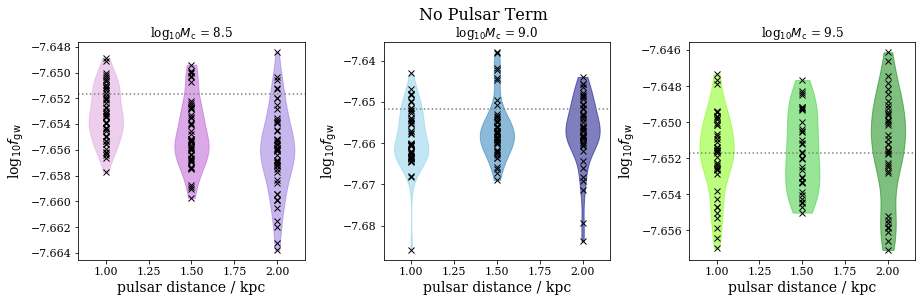 No Pulsar Term
log₁₀M_c = 8.5
log₁₀M_c = 9.0
log₁₀M_c = 9.5
log₁₀f_gw
−7.648
−7.650
−7.652
−7.654
−7.656
−7.658
−7.660
−7.662
−7.664
1.00 1.25 1.50 1.75 2.00
pulsar distance / kpc
log₁₀f_gw
−7.64
−7.65
−7.66
−7.67
−7.68
1.00 1.25 1.50 1.75 2.00
pulsar distance / kpc
log₁₀f_gw
−7.646
−7.648
−7.650
−7.652
−7.654
−7.656
1.00 1.25 1.50 1.75 2.00
pulsar distance / kpc